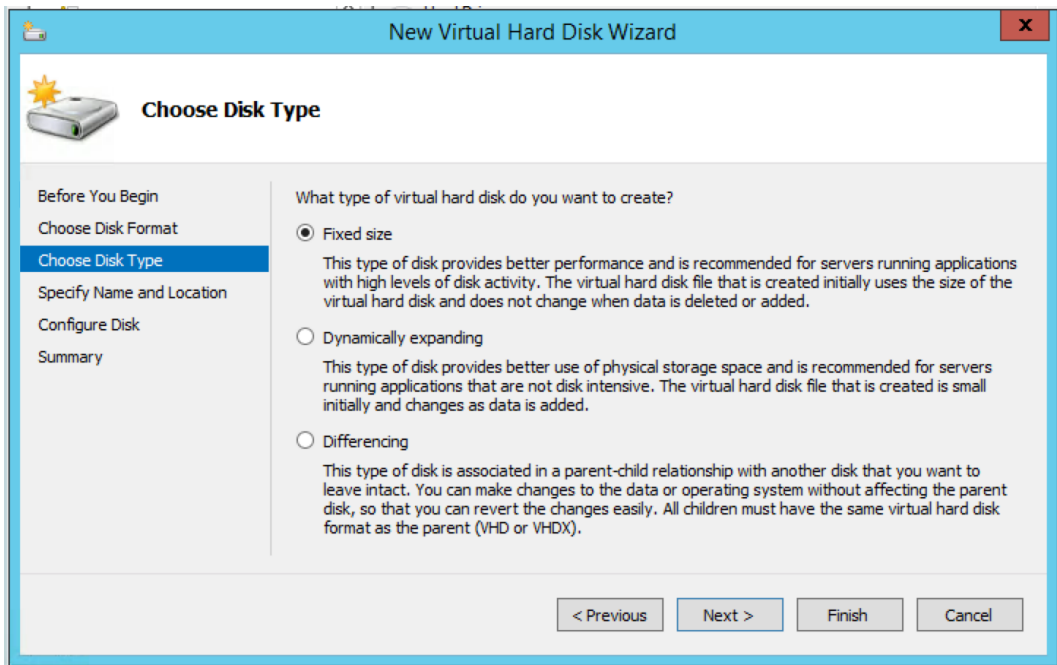 New Virtual Hard Disk Wizard
x
Choose Disk Type
Before You Begin
Choose Disk Format
Choose Disk Type
Specify Name and Location
Configure Disk
Summary
What type of virtual hard disk do you want to create?
Fixed size
This type of disk provides better performance and is recommended for servers running applications
with high levels of disk activity. The virtual hard disk file that is created initially uses the size of the
virtual hard disk and does not change when data is deleted or added.
Dynamically expanding
This type of disk provides better use of physical storage space and is recommended for servers
running applications that are not disk intensive. The virtual hard disk file that is created is small
initially and changes as data is added.
Differencing
This type of disk is associated in a parent-child relationship with another disk that you want to
leave intact. You can make changes to the data or operating system without affecting the parent
disk, so that you can revert the changes easily. All children must have the same virtual hard disk
format as the parent (VHD or VHDX).
< Previous
Next >
Finish
Cancel